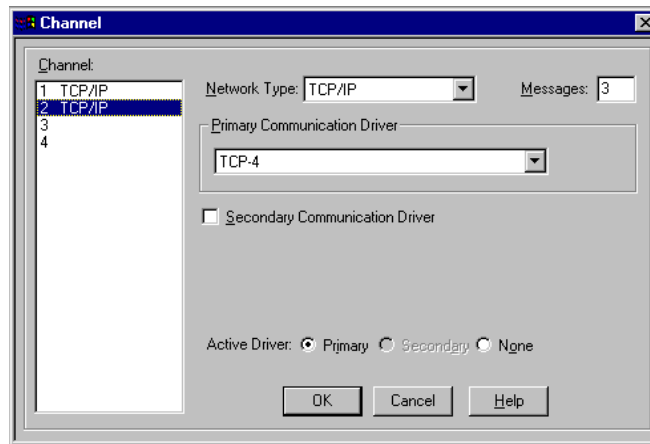 Channel
Channel:
1 TCP/IP
2 TCP/IP
3
4
Network Type: TCP/IP
Messages: 3
Primary Communication Driver
TCP-4
Secondary Communication Driver
Active Driver: Primary Secondary None
OK Cancel Help